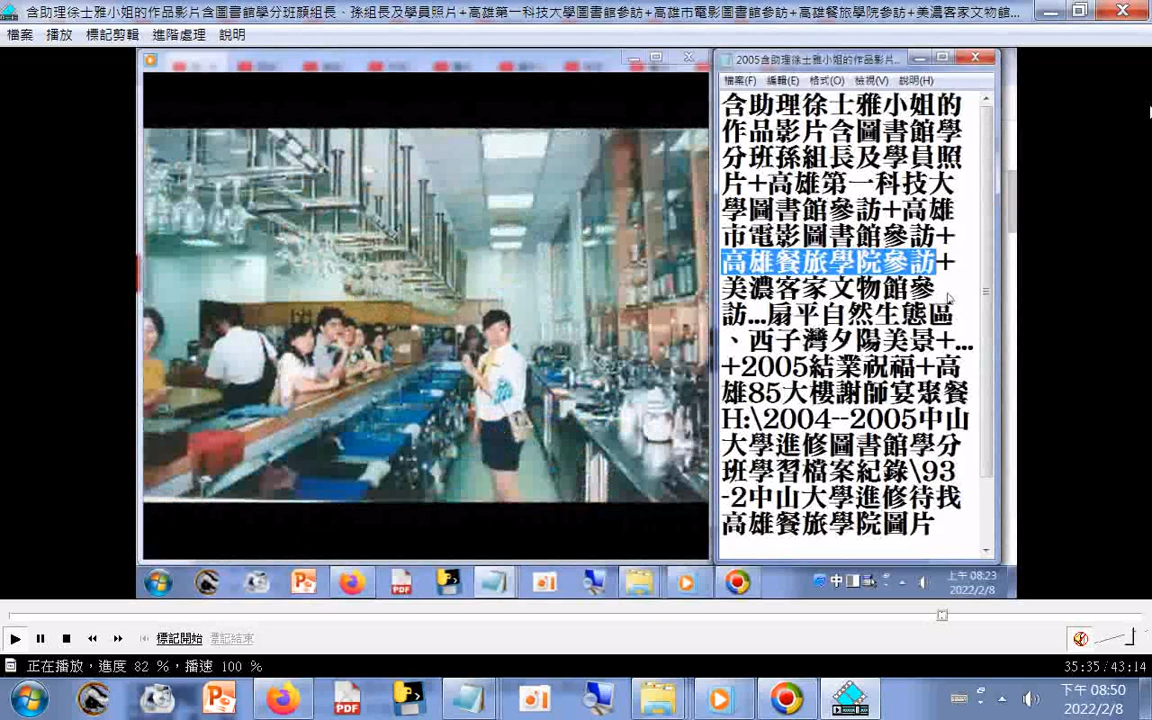 含助理徐士雅小姐的作品影片含圖書館學分班顏組長、孫組長及學員照片+高雄第一科技大學圖書館參訪+高雄市電影圖書館參訪+高雄餐旅學院參訪+美濃客家文物館...
檔案 播放 標記剪輯 進階處理 說明
2005含助理徐士雅小姐的作品影片...
檔案(F) 編輯(E) 格式(O) 檢視(V) 說明(H)
含助理徐士雅小姐的
作品影片含圖書館學
分班孫組長及學員照
片+高雄第一科技大
學圖書館參訪+高雄
市電影圖書館參訪+
高雄餐旅學院參訪+
美濃客家文物館參
訪...扇平自然生態區
、西子灣夕陽美景+...
+2005結業祝福+高
雄85大樓謝師宴聚餐
H:\2004--2005中山
大學進修圖書館學分
班學習檔案紀錄\93
-2中山大學進修待找
高雄餐旅學院圖片
PDF
中
上午 08:23
2022/2/8
標記開始 標記結束
正在播放，進度 82 %，播速 100 %
35:35/43:14
PDF
下午 08:50
2022/2/8